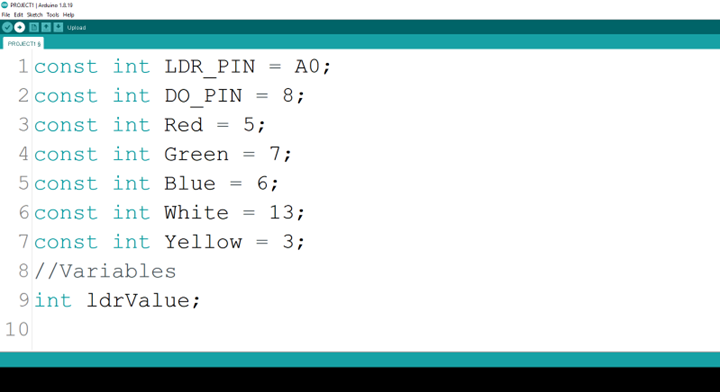 PROJECT1 | Arduino 1.8.19
File Edit Sketch Tools Help
Upload
PROJECT1 §
1 const int LDR_PIN = A0;
2 const int DO_PIN = 8;
3 const int Red = 5;
4 const int Green = 7;
5 const int Blue = 6;
6 const int White = 13;
7 const int Yellow = 3;
8 //Variables
9 int ldrValue;
10